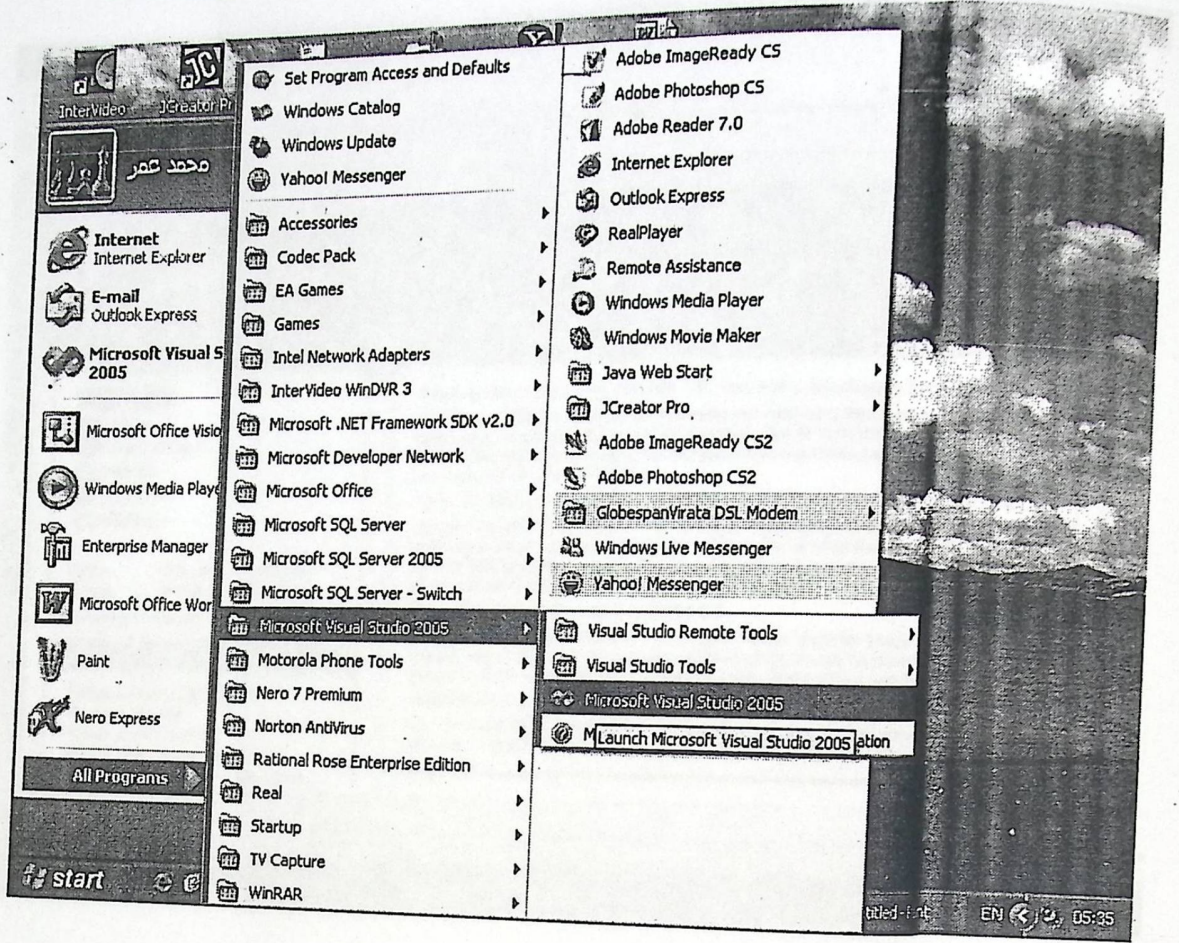 InterVideo
JCreator Pr
محمد عمر
Internet
Internet Explorer
E-mail
Outlook Express
Microsoft Visual S
2005
Microsoft Office Visio
Windows Media Playe
Enterprise Manager
Microsoft Office Wor
Paint
Nero Express
All Programs
start
Set Program Access and Defaults
Windows Catalog
Windows Update
Yahoo! Messenger
Accessories
Codec Pack
EA Games
Games
Intel Network Adapters
InterVideo WinDVR 3
Microsoft .NET Framework SDK v2.0
Microsoft Developer Network
Microsoft Office
Microsoft SQL Server
Microsoft SQL Server 2005
Microsoft SQL Server - Switch
Microsoft Visual Studio 2005
Motorola Phone Tools
Nero 7 Premium
Norton AntiVirus
Rational Rose Enterprise Edition
Real
Startup
TV Capture
WinRAR
Adobe ImageReady CS
Adobe Photoshop CS
Adobe Reader 7.0
Internet Explorer
Outlook Express
RealPlayer
Remote Assistance
Windows Media Player
Windows Movie Maker
Java Web Start
JCreator Pro
Adobe ImageReady CS2
Adobe Photoshop CS2
GlobespanVirata DSL Modem
Windows Live Messenger
Yahoo! Messenger
Visual Studio Remote Tools
Visual Studio Tools
Microsoft Visual Studio 2005
M Launch Microsoft Visual Studio 2005 ation
EN 05:35